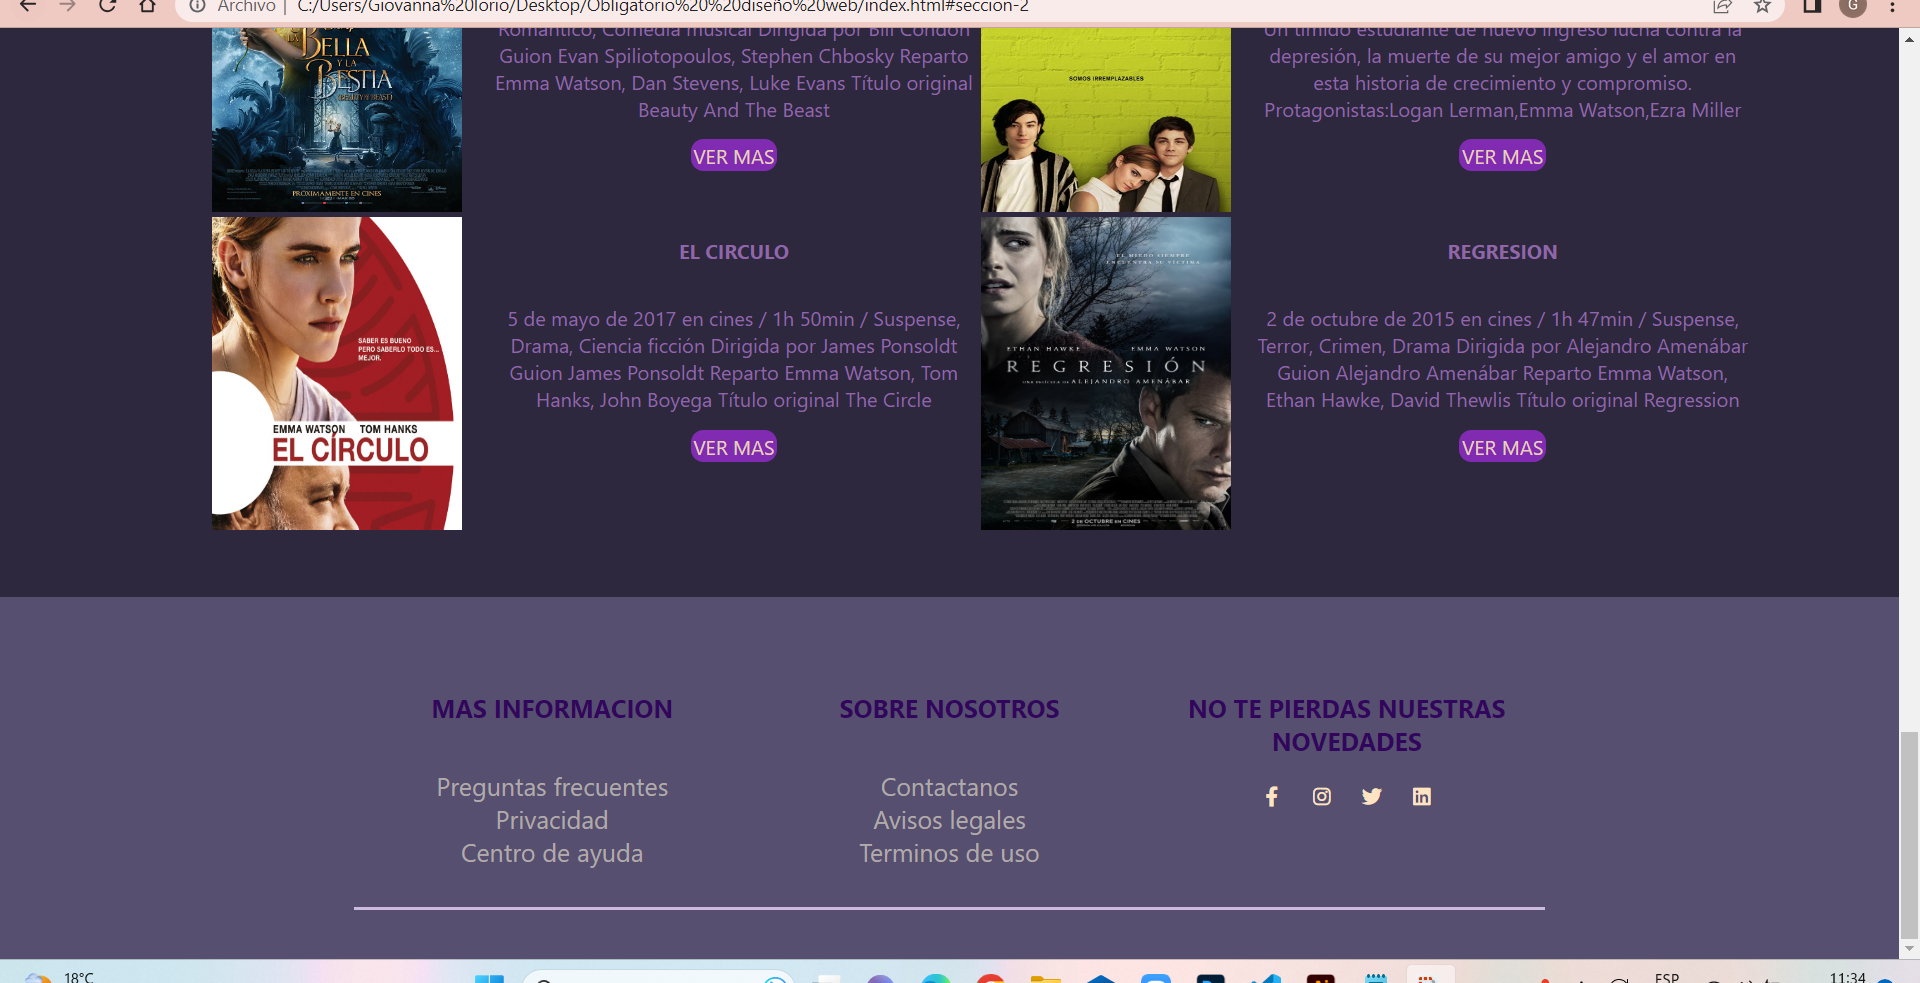 Archivo | C:/Users/Giovanna%20Iorio/Desktop/Obligatorio%20%20diseño%20web/index.html#seccion-2
G
LA
BELLA
Y LA
BESTIA
PROXIMAMENTE EN CINES
Romántico, Comedia musical Dirigida por Bill Condon
Guion Evan Spiliotopoulos, Stephen Chbosky Reparto
Emma Watson, Dan Stevens, Luke Evans Título original
Beauty And The Beast
VER MAS
SOMOS IRREMPLAZABLES
Un tímido estudiante de nuevo ingreso lucha contra la
depresión, la muerte de su mejor amigo y el amor en
esta historia de crecimiento y compromiso.
Protagonistas:Logan Lerman,Emma Watson,Ezra Miller
VER MAS
SABER ES BUENO
PERO SABERLO TODO ES...
MEJOR.
EMMA WATSON TOM HANKS
EL CÍRCULO
EL CIRCULO
5 de mayo de 2017 en cines / 1h 50min / Suspense,
Drama, Ciencia ficción Dirigida por James Ponsoldt
Guion James Ponsoldt Reparto Emma Watson, Tom
Hanks, John Boyega Título original The Circle
VER MAS
EL MIEDO SIEMPRE
ENCUENTRA SU VÍCTIMA
ETHAN HAWKE EMMA WATSON
REGRESIÓN
UNA PELÍCULA DE ALEJANDRO AMENÁBAR
2 DE OCTUBRE EN CINES
REGRESION
2 de octubre de 2015 en cines / 1h 47min / Suspense,
Terror, Crimen, Drama Dirigida por Alejandro Amenábar
Guion Alejandro Amenábar Reparto Emma Watson,
Ethan Hawke, David Thewlis Título original Regression
VER MAS
MAS INFORMACION
Preguntas frecuentes
Privacidad
Centro de ayuda
SOBRE NOSOTROS
Contactanos
Avisos legales
Terminos de uso
NO TE PIERDAS NUESTRAS
NOVEDADES
18°C
ESP
11:34